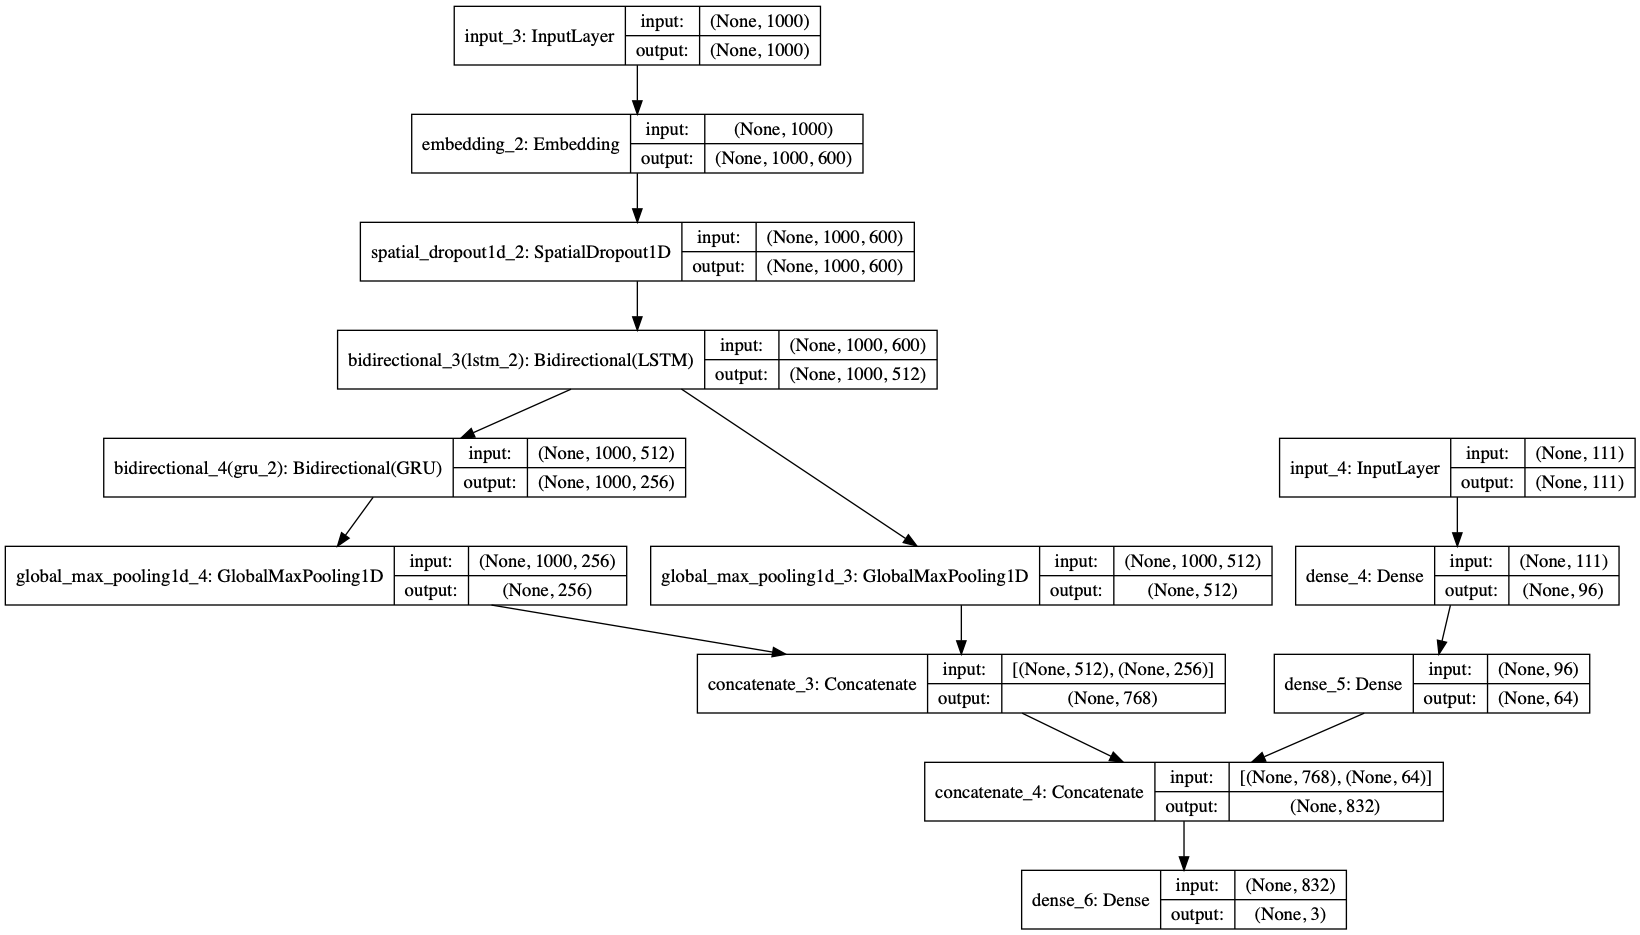 input_3: InputLayer
input: (None, 1000)
output: (None, 1000)
embedding_2: Embedding
input: (None, 1000)
output: (None, 1000, 600)
spatial_dropout1d_2: SpatialDropout1D
input: (None, 1000, 600)
output: (None, 1000, 600)
bidirectional_3(lstm_2): Bidirectional(LSTM)
input: (None, 1000, 600)
output: (None, 1000, 512)
bidirectional_4(gru_2): Bidirectional(GRU)
input: (None, 1000, 512)
output: (None, 1000, 256)
input_4: InputLayer
input: (None, 111)
output: (None, 111)
global_max_pooling1d_4: GlobalMaxPooling1D
input: (None, 1000, 256)
output: (None, 256)
global_max_pooling1d_3: GlobalMaxPooling1D
input: (None, 1000, 512)
output: (None, 512)
dense_4: Dense
input: (None, 111)
output: (None, 96)
concatenate_3: Concatenate
input: [(None, 512), (None, 256)]
output: (None, 768)
dense_5: Dense
input: (None, 96)
output: (None, 64)
concatenate_4: Concatenate
input: [(None, 768), (None, 64)]
output: (None, 832)
dense_6: Dense
input: (None, 832)
output: (None, 3)